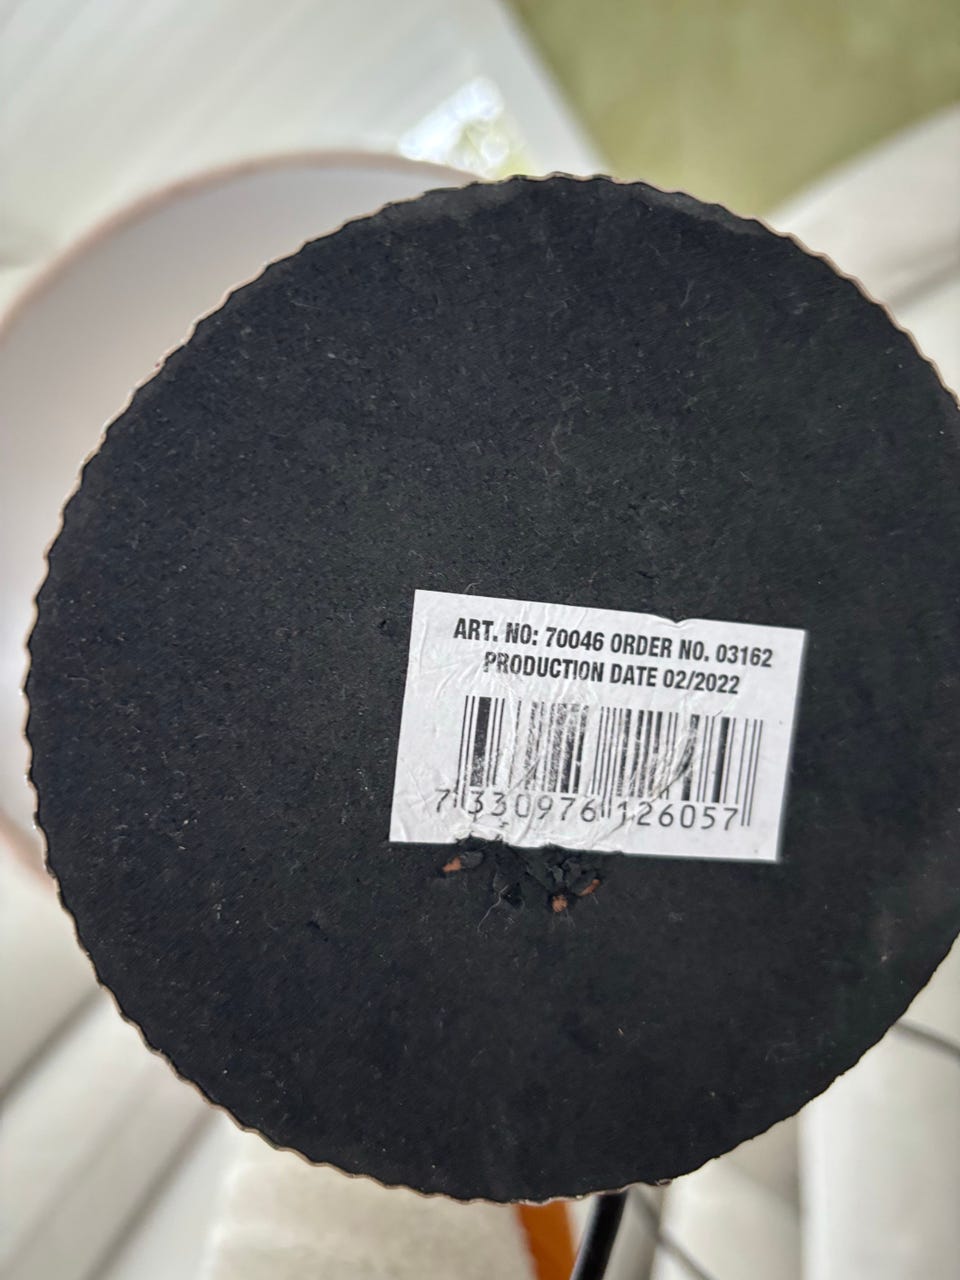 ART. NO: 70046 ORDER NO. 03162
PRODUCTION DATE 02/2022
7 330976 126057